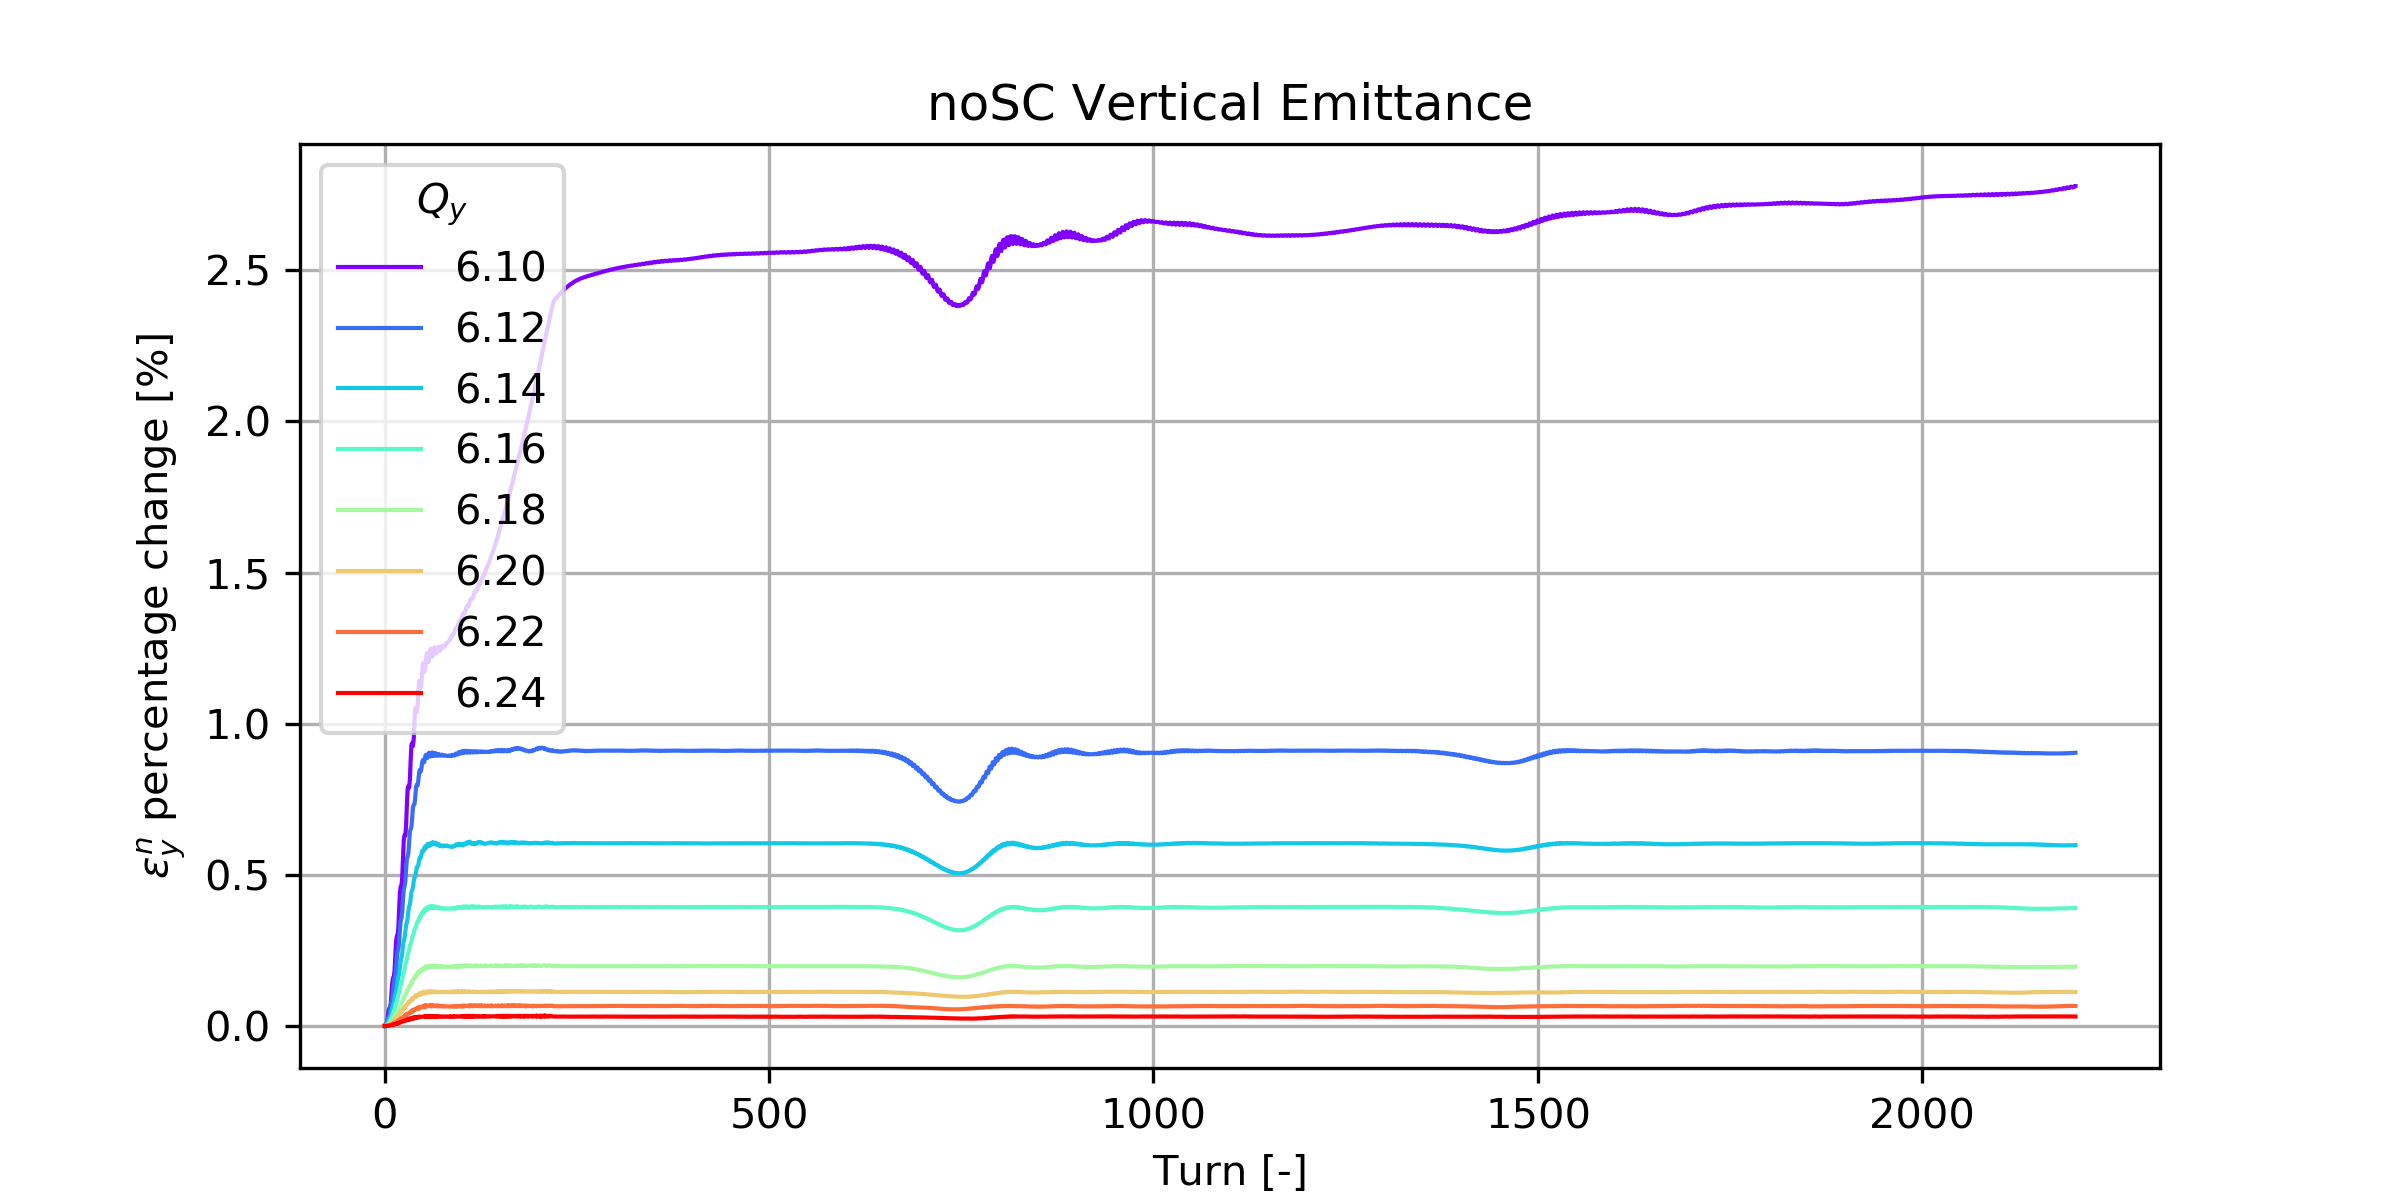 noSC Vertical Emittance
Q_y
6.10
6.12
6.14
6.16
6.18
6.20
6.22
6.24
2.5
2.0
1.5
1.0
0.5
0.0
ε_y^n percentage change [%]
0 500 1000 1500 2000
Turn [-]